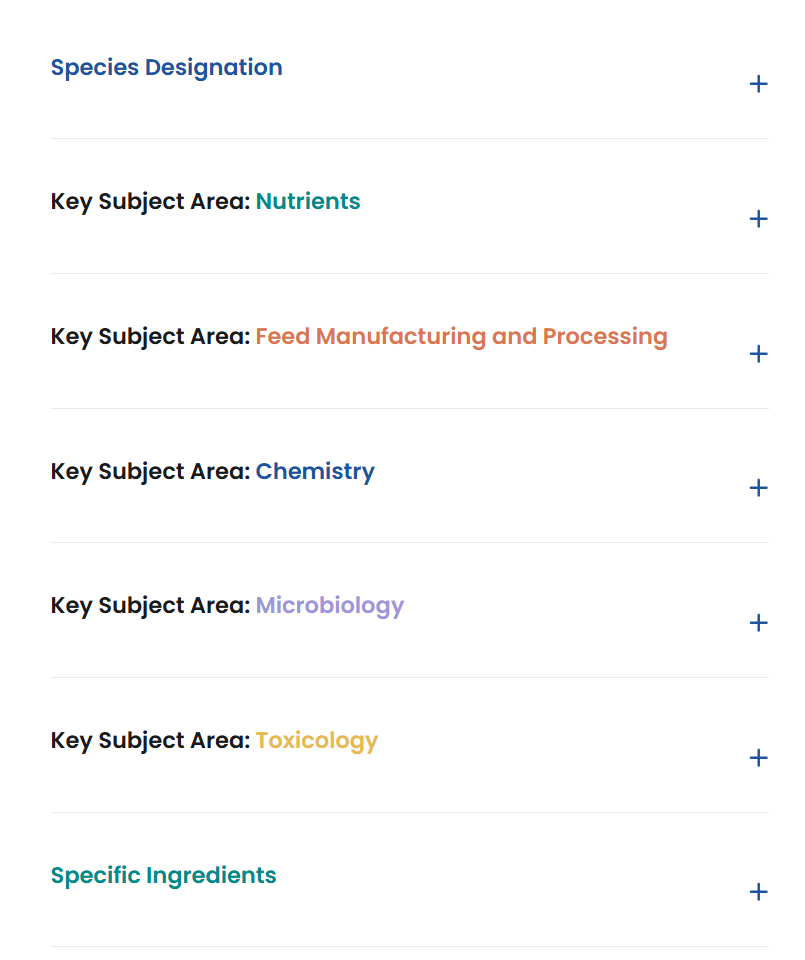 Species Designation
Key Subject Area: Nutrients
Key Subject Area: Feed Manufacturing and Processing
Key Subject Area: Chemistry
Key Subject Area: Microbiology
Key Subject Area: Toxicology
Specific Ingredients